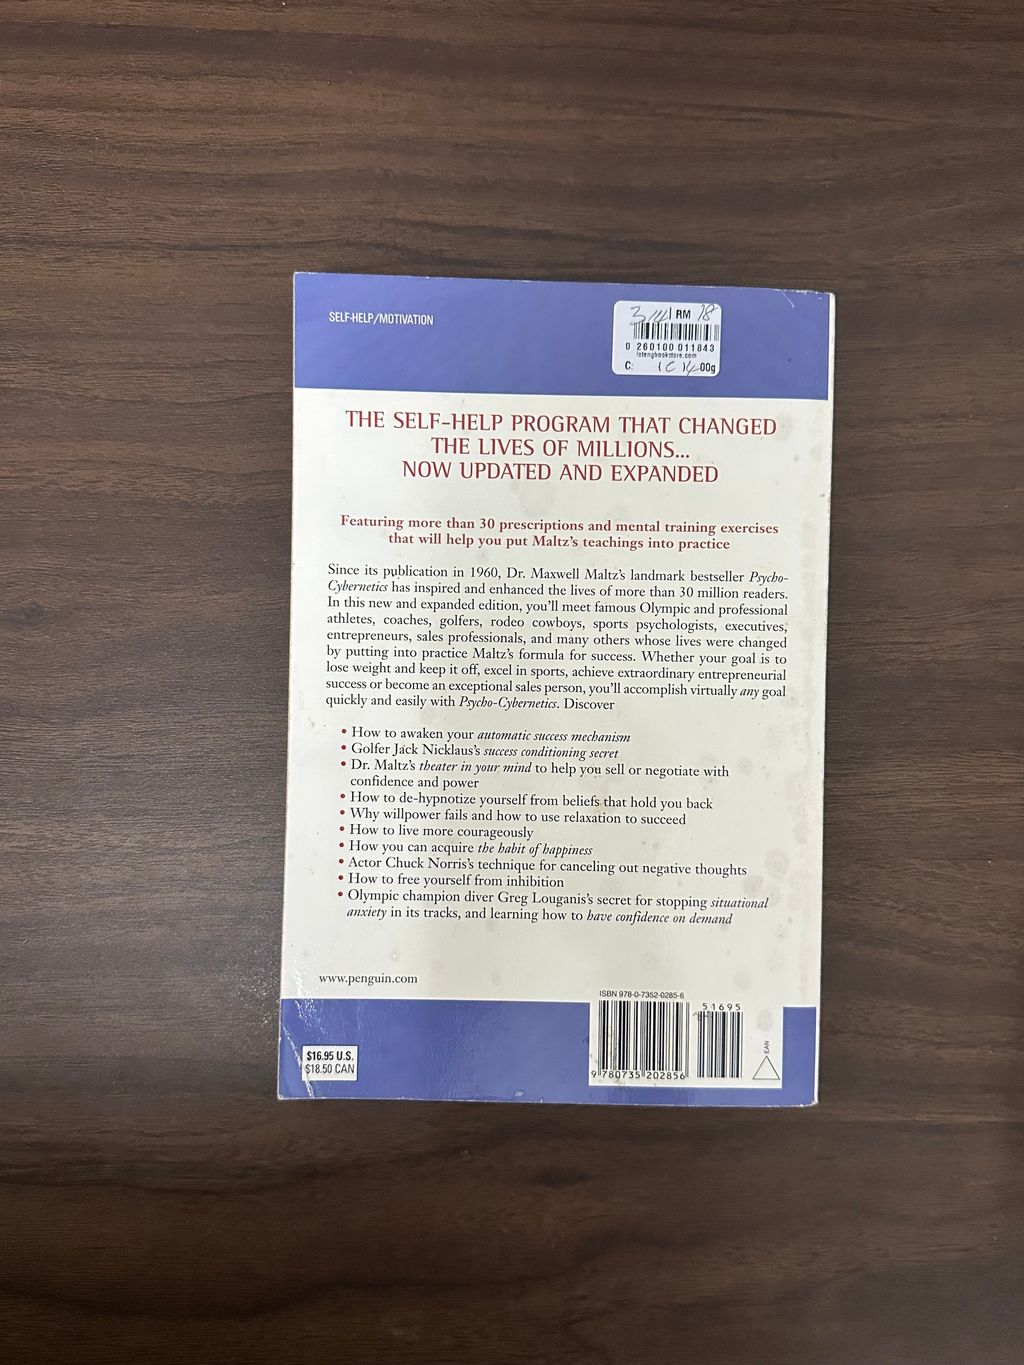 SELF-HELP/MOTIVATION
RM 18
0 260100 011843
C:
00g
THE SELF-HELP PROGRAM THAT CHANGED
THE LIVES OF MILLIONS...
NOW UPDATED AND EXPANDED
Featuring more than 30 prescriptions and mental training exercises
that will help you put Maltz's teachings into practice
Since its publication in 1960, Dr. Maxwell Maltz's landmark bestseller Psycho-
Cybernetics has inspired and enhanced the lives of more than 30 million readers.
In this new and expanded edition, you'll meet famous Olympic and professional
athletes, coaches, golfers, rodeo cowboys, sports psychologists, executives,
entrepreneurs, sales professionals, and many others whose lives were changed
by putting into practice Maltz's formula for success. Whether your goal is to
lose weight and keep it off, excel in sports, achieve extraordinary entrepreneurial
success or become an exceptional sales person, you'll accomplish virtually any goal
quickly and easily with Psycho-Cybernetics. Discover
• How to awaken your automatic success mechanism
• Golfer Jack Nicklaus's success conditioning secret
• Dr. Maltz's theater in your mind to help you sell or negotiate with
confidence and power
• How to de-hypnotize yourself from beliefs that hold you back
• Why willpower fails and how to use relaxation to succeed
• How to live more courageously
• How you can acquire the habit of happiness
• Actor Chuck Norris's technique for canceling out negative thoughts
• How to free yourself from inhibition
• Olympic champion diver Greg Louganis's secret for stopping situational
anxiety in its tracks, and learning how to have confidence on demand
www.penguin.com
ISBN 978-0-7352-0285-6
51695
9 780735 202856
EAN
$16.95 U.S.
$18.50 CAN